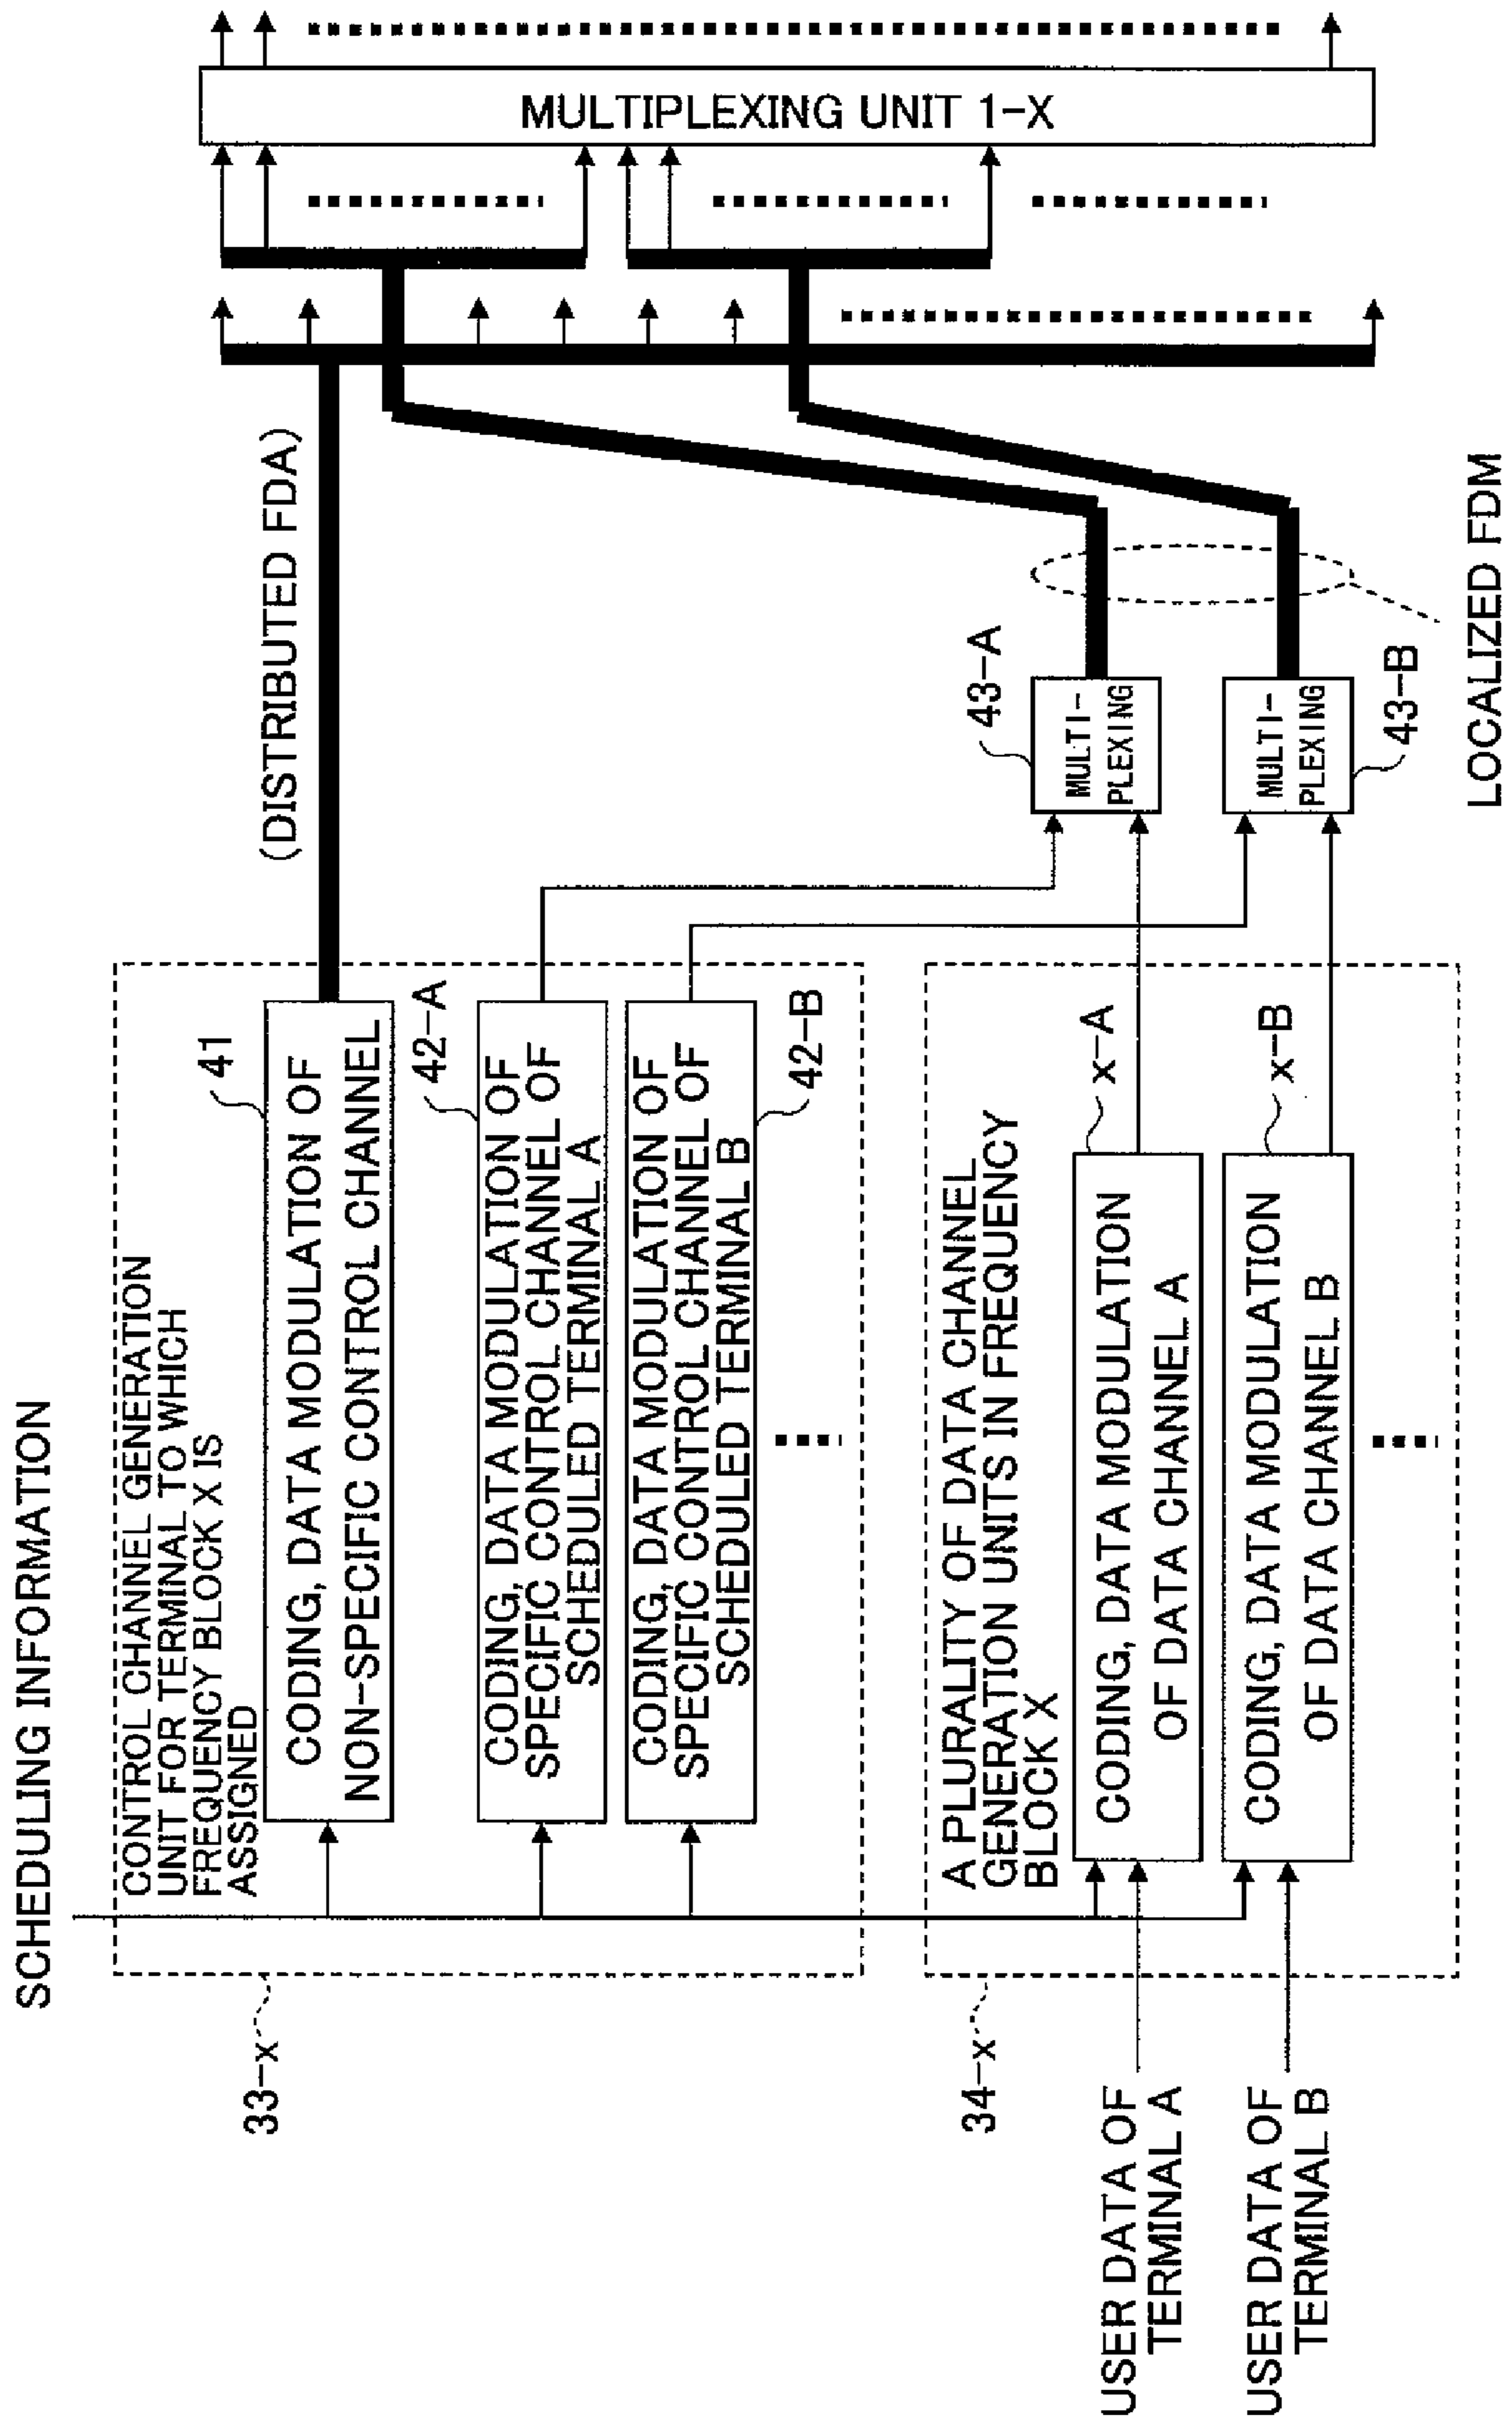 SCHEDULING INFORMATION
33-x
CONTROL CHANNEL GENERATION
UNIT FOR TERMINAL TO WHICH
FREQUENCY BLOCK X IS
ASSIGNED
41
CODING, DATA MODULATION OF
NON-SPECIFIC CONTROL CHANNEL
(DISTRIBUTED FDA)
42-A
CODING, DATA MODULATION OF
SPECIFIC CONTROL CHANNEL OF
SCHEDULED TERMINAL A
CODING, DATA MODULATION OF
SPECIFIC CONTROL CHANNEL OF
SCHEDULED TERMINAL B
42-B
34-x
A PLURALITY OF DATA CHANNEL
GENERATION UNITS IN FREQUENCY
BLOCK X
x-A
CODING, DATA MODULATION
OF DATA CHANNEL A
x-B
CODING, DATA MODULATION
OF DATA CHANNEL B
USER DATA OF
TERMINAL A
USER DATA OF
TERMINAL B
43-A
MULTI-
PLEXING
MULTI-
PLEXING
43-B
LOCALIZED FDM
MULTIPLEXING UNIT 1-X